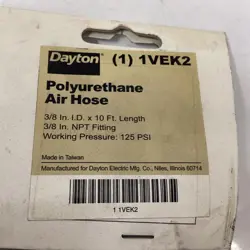 Dayton (1) 1VEK2
Polyurethane
Air Hose
3/8 In. I.D. x 10 Ft. Length
3/8 In. NPT Fitting
Working Pressure: 125 PSI
Made in Taiwan
Manufactured for Dayton Electric Mfg. Co., Niles, Illinois 60714
1 1VEK2